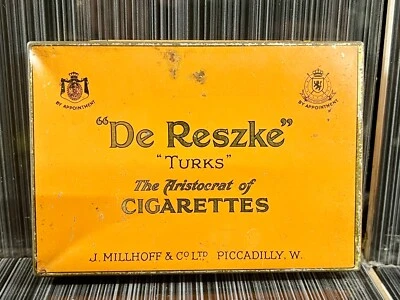 BY APPOINTMENT
BY APPOINTMENT
"De Reszke"
"TURKS"
The Aristocrat of
CIGARETTES
J. MILLHOFF & CO LTD PICCADILLY, W.